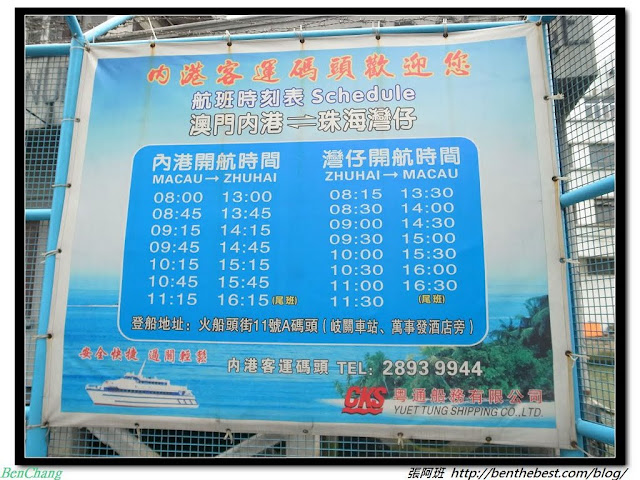 內港客運碼頭歡迎您
航班時刻表 Schedule
澳門內港⇌珠海灣仔
內港開航時間
MACAU → ZHUHAI
08:00 13:00
08:45 13:45
09:15 14:15
09:45 14:45
10:15 15:15
10:45 15:45
11:15 16:15(尾班)
灣仔開航時間
ZHUHAI → MACAU
08:15 13:30
08:30 14:00
09:00 14:30
09:30 15:00
10:00 15:30
10:30 16:00
11:00 16:30
11:30 (尾班)
登船地址：火船頭街11號A碼頭（岐關車站、萬事發酒店旁）
安全快捷 過關輕鬆
內港客運碼頭 TEL: 2893 9944
CKS 粵通船務有限公司
YUET TUNG SHIPPING CO., LTD.
BenChang
張阿班 http://benthebest.com/blog/